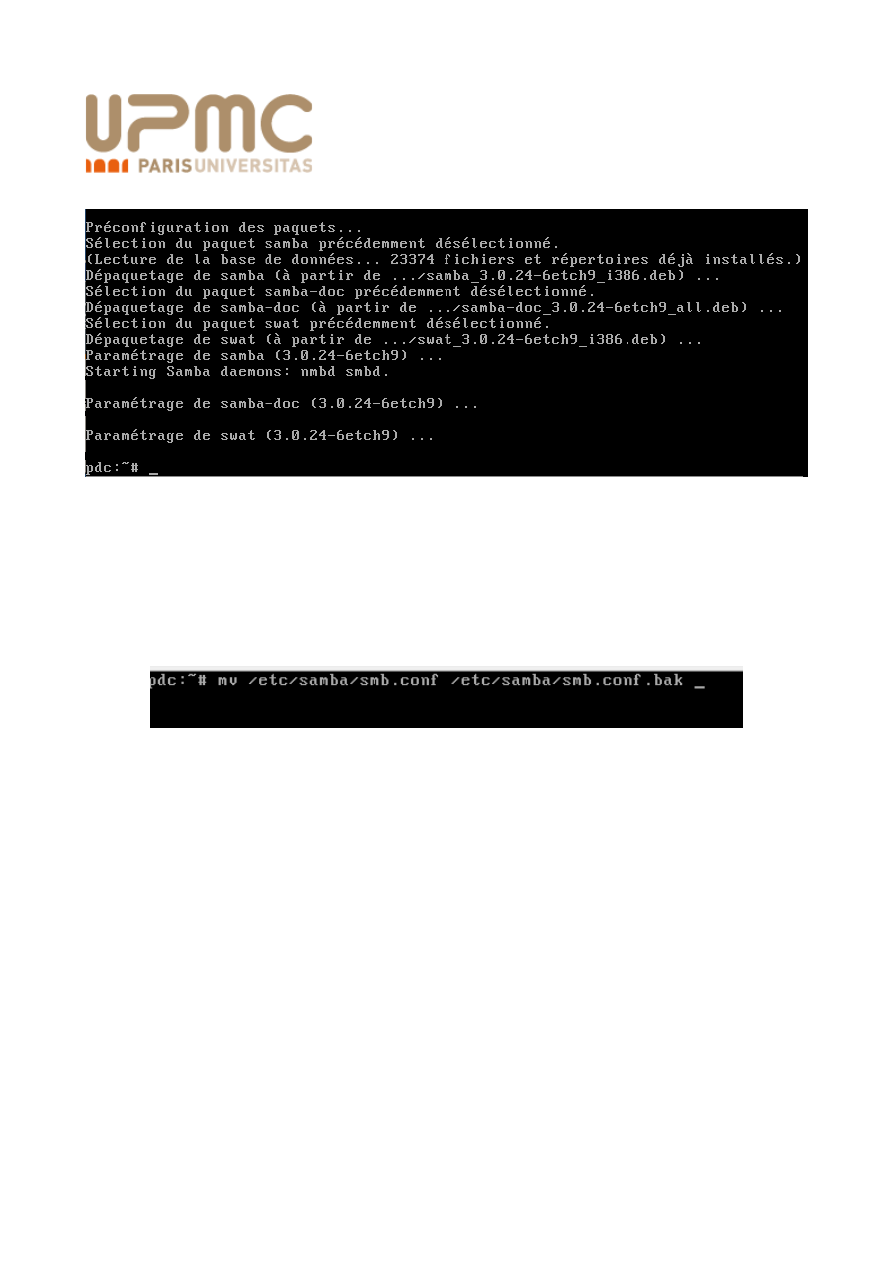 UPMC
PARISUNIVERSITAS
Préconfiguration des paquets...
Sélection du paquet samba précédemment désélectionné.
(Lecture de la base de données... 23374 fichiers et répertoires déjà installés.)
Dépaquetage de samba (à partir de .../samba_3.0.24-6etch9_i386.deb) ...
Sélection du paquet samba-doc précédemment désélectionné.
Dépaquetage de samba-doc (à partir de .../samba-doc_3.0.24-6etch9_all.deb) ...
Sélection du paquet swat précédemment désélectionné.
Dépaquetage de swat (à partir de .../swat_3.0.24-6etch9_i386.deb) ...
Paramétrage de samba (3.0.24-6etch9) ...
Starting Samba daemons: nmbd smbd.
Paramétrage de samba-doc (3.0.24-6etch9) ...
Paramétrage de swat (3.0.24-6etch9) ...
pdc:~# _
pdc:~# mv /etc/samba/smb.conf /etc/samba/smb.conf.bak _